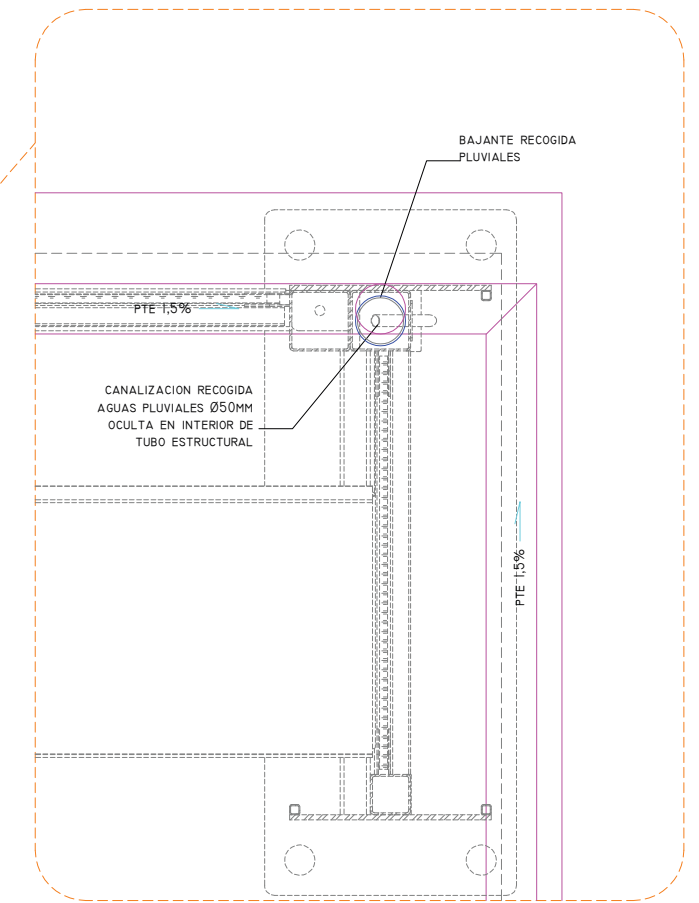 BAJANTE RECOGIDA
PLUVIALES
PTE 1,5%
CANALIZACION RECOGIDA
AGUAS PLUVIALES Ø50MM
OCULTA EN INTERIOR DE
TUBO ESTRUCTURAL
PTE 1,5%